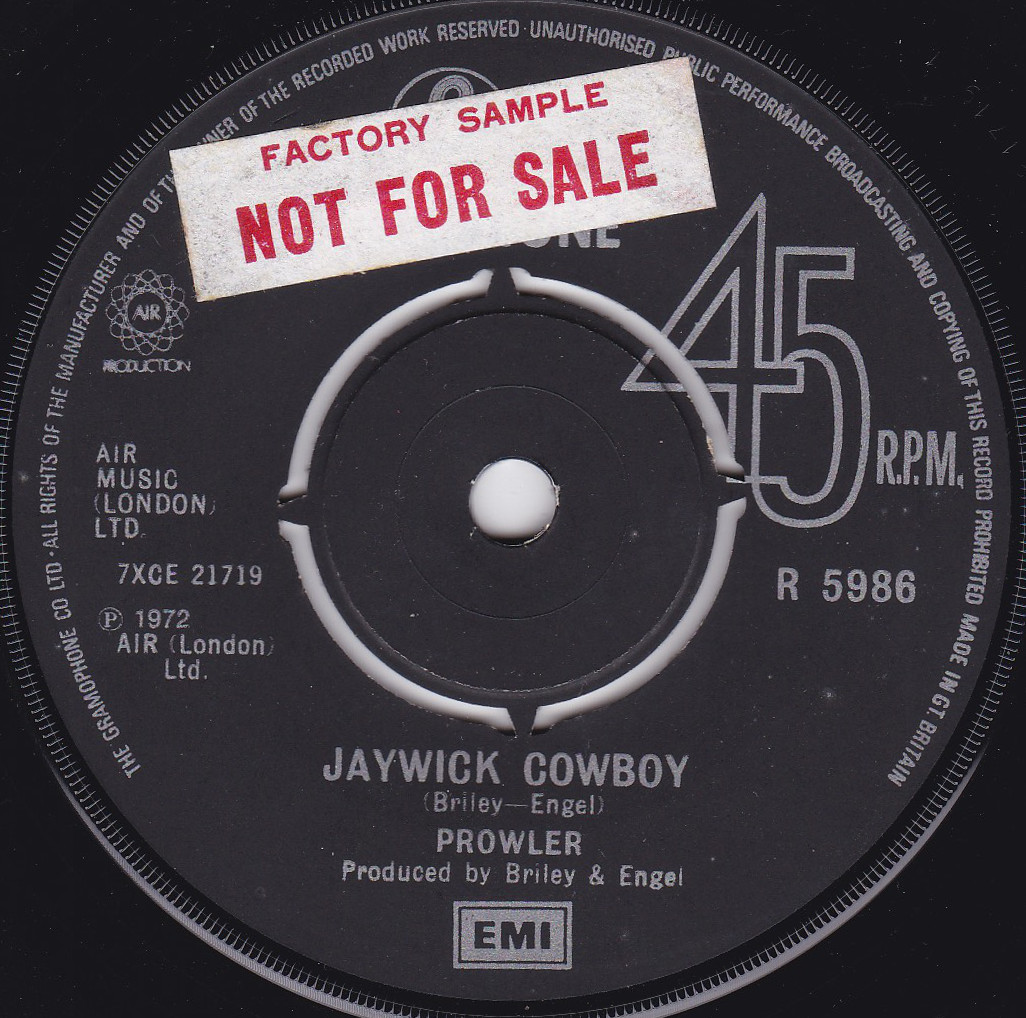 THE GRAMOPHONE CO LTD · ALL RIGHTS OF THE MANUFACTURER AND OF THE OWNER OF THE RECORDED WORK RESERVED · UNAUTHORISED PUBLIC PERFORMANCE BROADCASTING AND COPYING OF THIS RECORD PROHIBITED MADE IN GT. BRITAIN
FACTORY SAMPLE
NOT FOR SALE
AIR
PRODUCTION
45
R.P.M.
AIR
MUSIC
(LONDON)
LTD.
7XCE 21719
Ⓟ 1972
AIR (London)
Ltd.
R 5986
JAYWICK COWBOY
(Briley—Engel)
PROWLER
Produced by Briley & Engel
EMI